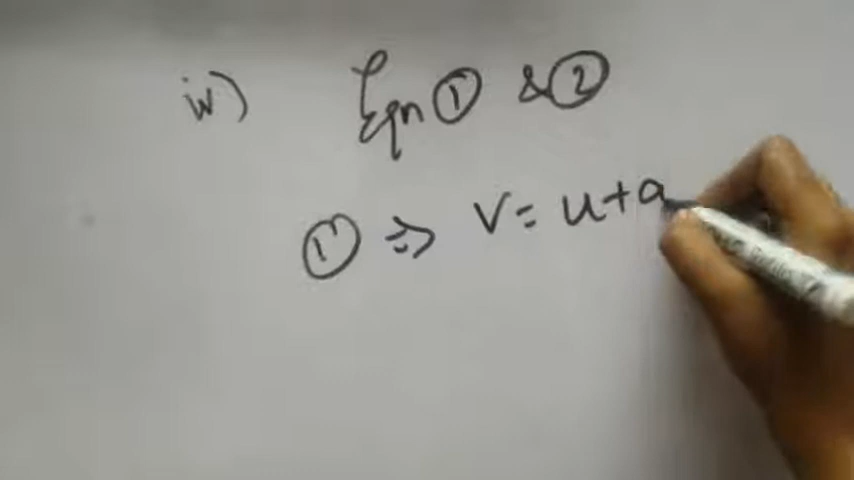 iv) Eqn ① & ②
① ⇒ V = u + a